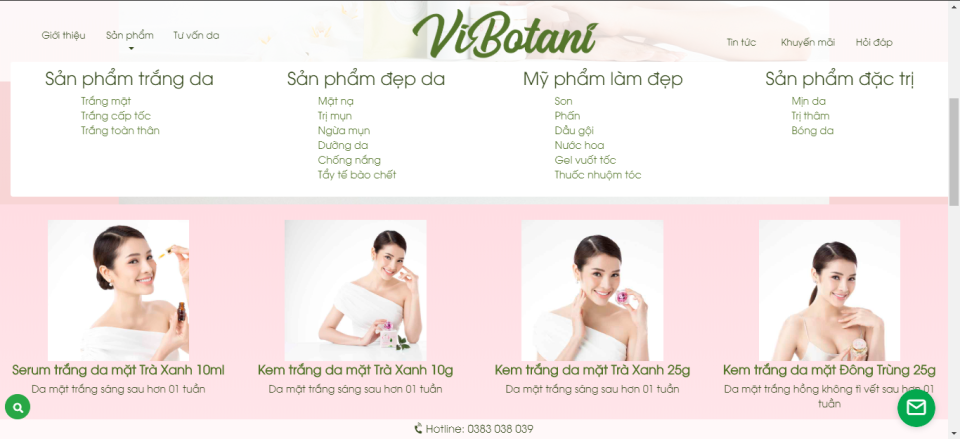 Giới thiệu
Sản phẩm
Tư vấn da
ViBotani
Tin tức
Khuyến mãi
Hỏi đáp
Sản phẩm trắng da
Trắng mặt
Trắng cấp tốc
Trắng toàn thân
Sản phẩm đẹp da
Mặt nạ
Trị mụn
Ngừa mụn
Dưỡng da
Chống nắng
Tẩy tế bào chết
Mỹ phẩm làm đẹp
Son
Phấn
Dầu gội
Nước hoa
Gel vuốt tóc
Thuốc nhuộm tóc
Sản phẩm đặc trị
Mịn da
Trị thâm
Bóng da
Serum trắng da mặt Trà Xanh 10ml
Da mặt trắng sáng sau hơn 01 tuần
Kem trắng da mặt Trà Xanh 10g
Da mặt trắng sáng sau hơn 01 tuần
Kem trắng da mặt Trà Xanh 25g
Da mặt trắng sáng sau hơn 01 tuần
Kem trắng da mặt Đông Trùng 25g
Da mặt trắng hồng không tì vết sau hơn 01
tuần
Hotline: 0383 038 039